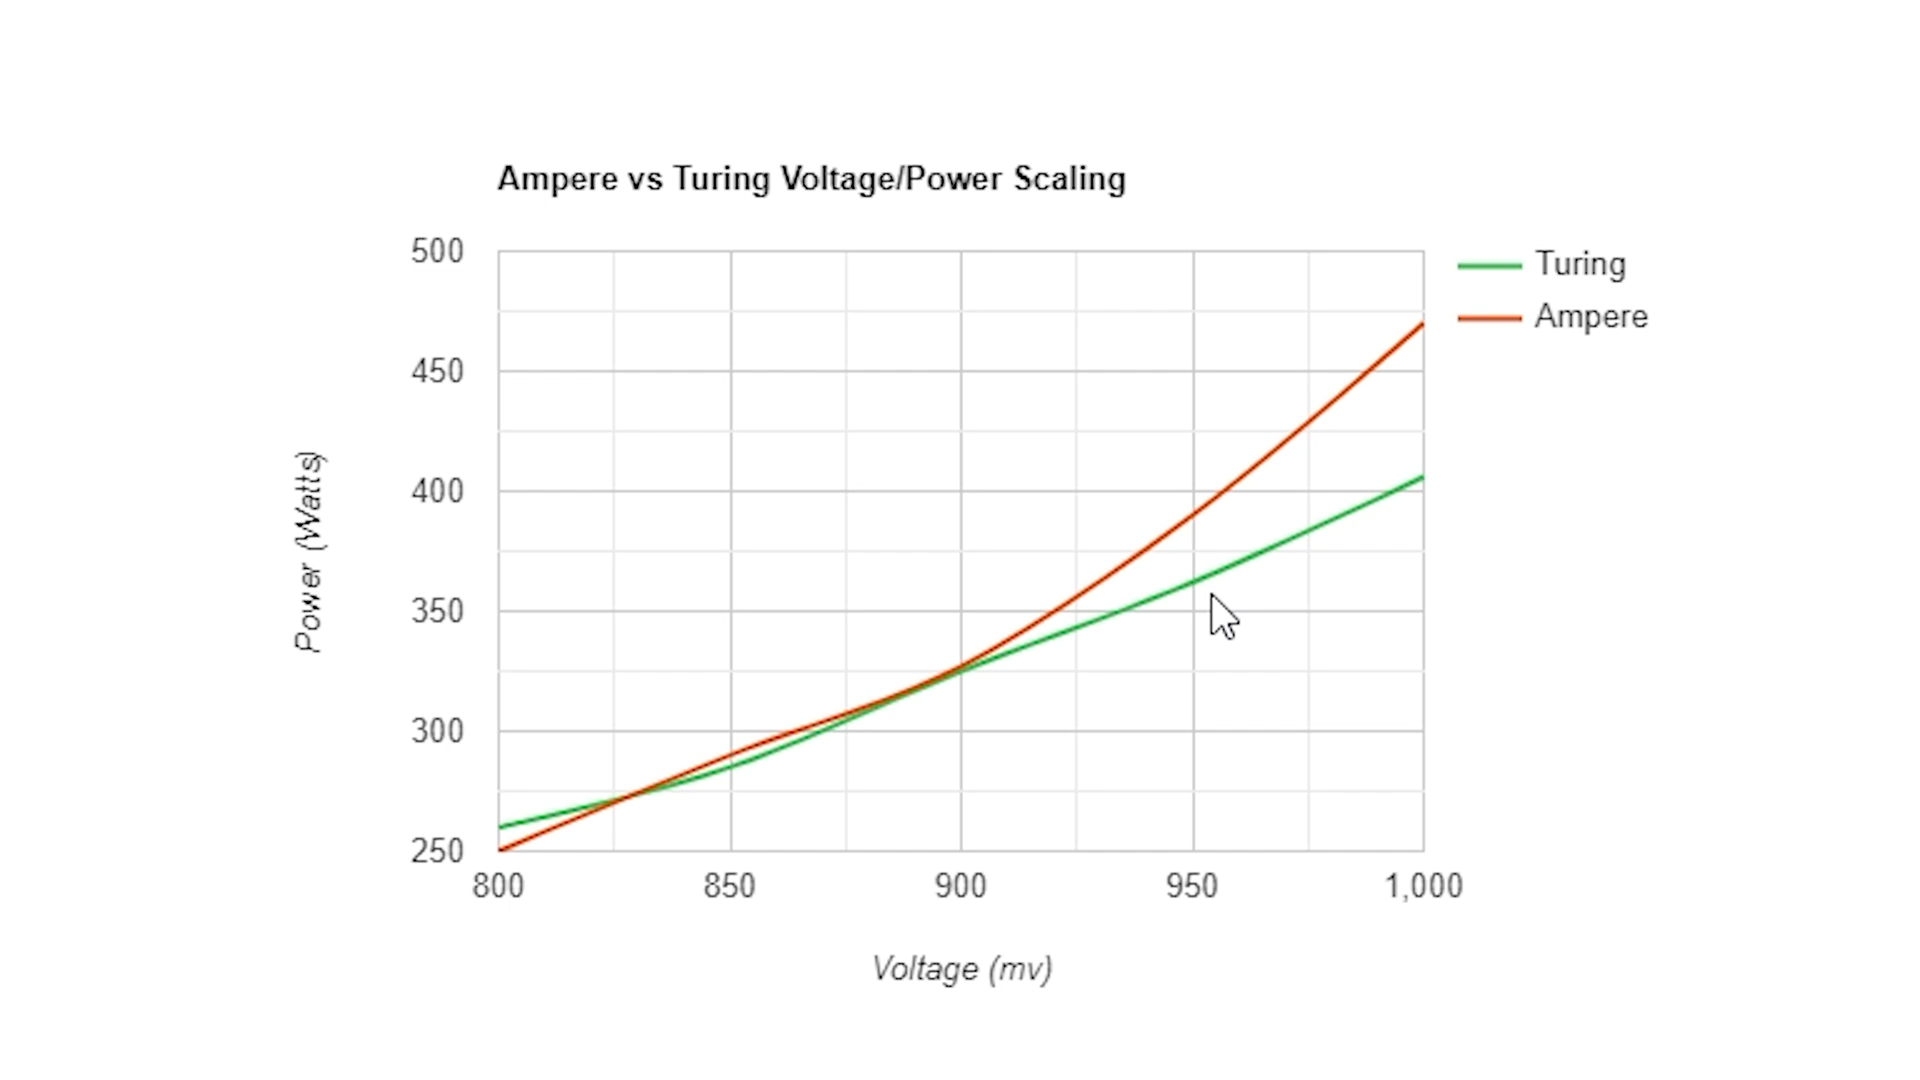 Ampere vs Turing Voltage/Power Scaling
500
450
400
350
300
250
Power (Watts)
800 850 900 950 1,000
Voltage (mv)
Turing
Ampere